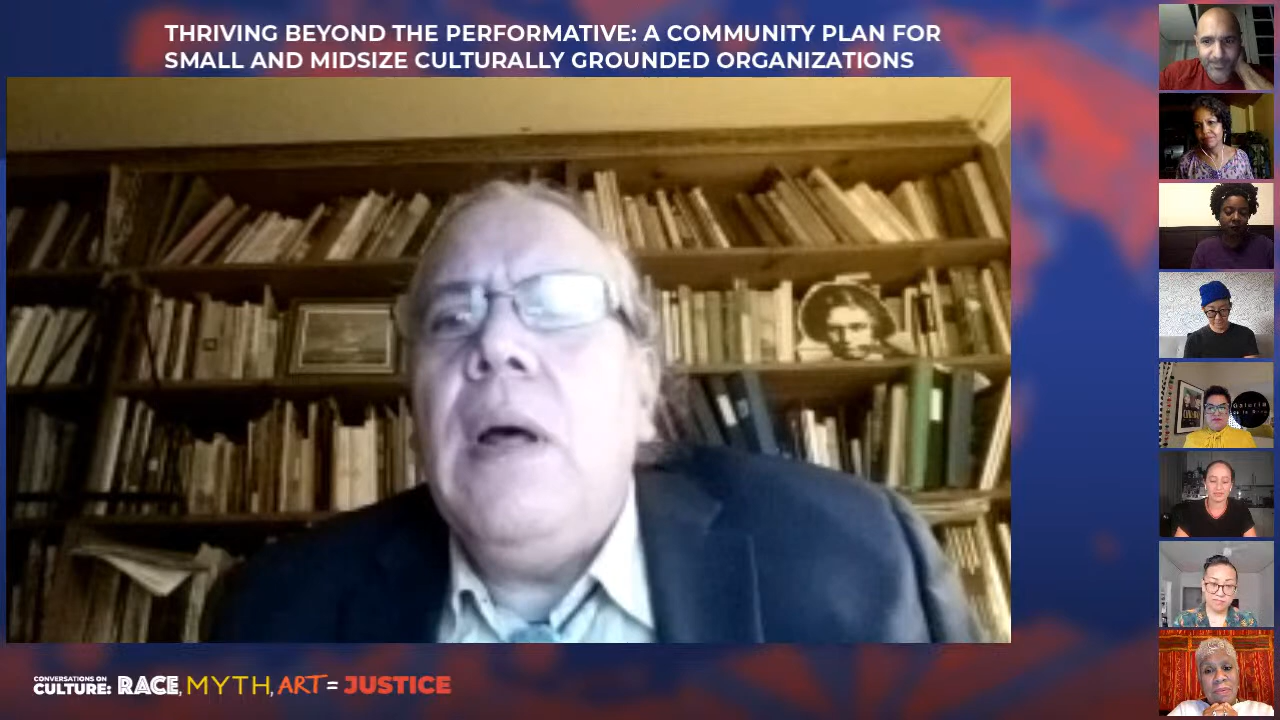 THRIVING BEYOND THE PERFORMATIVE: A COMMUNITY PLAN FOR
SMALL AND MIDSIZE CULTURALLY GROUNDED ORGANIZATIONS
CONVERSATIONS ON
CULTURE: RACE, MYTH, ART = JUSTICE
Galería